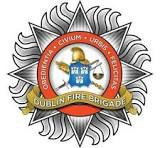 OBEDIENTIA • CIVIUM • URBIS • FELICITAS
DUBLIN FIRE BRIGADE